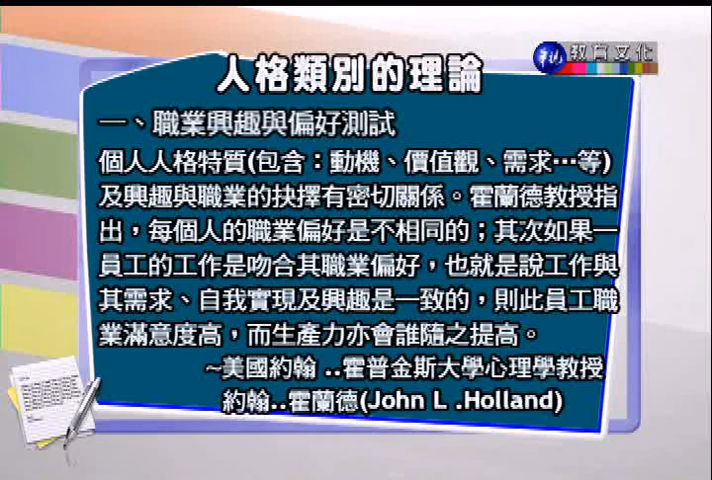 人格類別的理論
華視 教育文化
一、職業興趣與偏好測試
個人人格特質(包含：動機、價值觀、需求…等)
及興趣與職業的抉擇有密切關係。霍蘭德教授指
出，每個人的職業偏好是不相同的；其次如果一
員工的工作是吻合其職業偏好，也就是說工作與
其需求、自我實現及興趣是一致的，則此員工職
業滿意度高，而生產力亦會誰隨之提高。
~美國約翰 ..霍普金斯大學心理學教授
約翰..霍蘭德(John L .Holland)